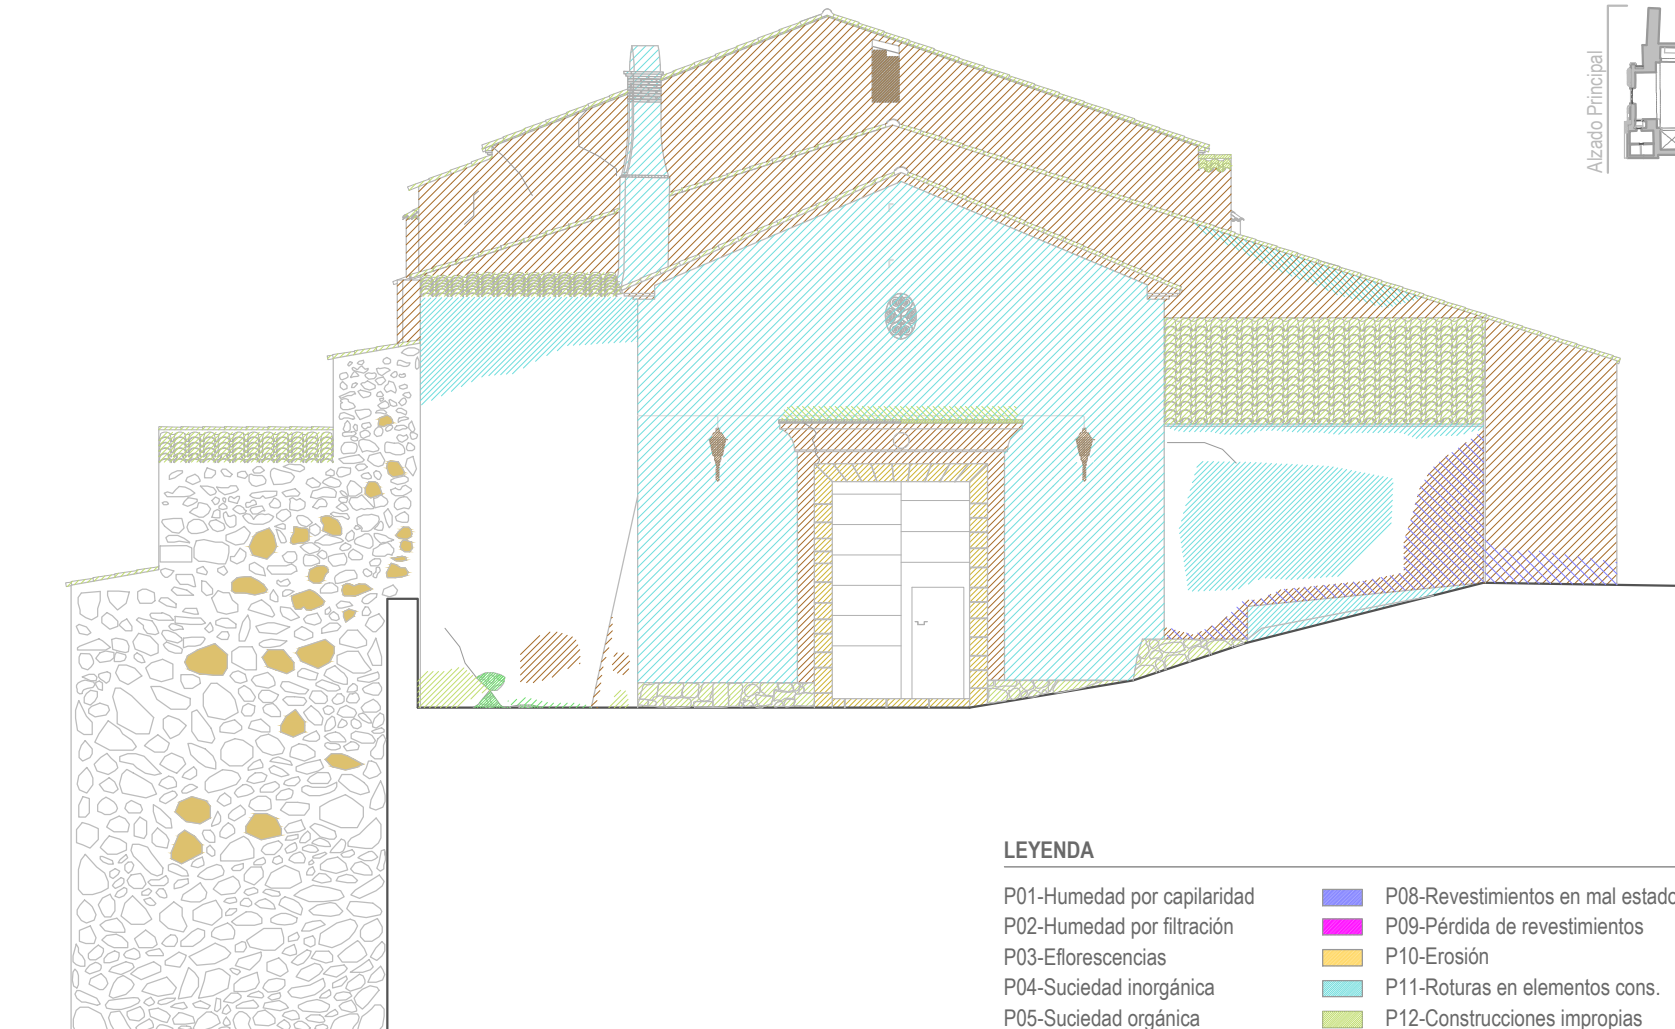 Alzado Principal
LEYENDA
P01-Humedad por capilaridad
P02-Humedad por filtración
P03-Eflorescencias
P04-Suciedad inorgánica
P05-Suciedad orgánica
P08-Revestimientos en mal estado
P09-Pérdida de revestimientos
P10-Erosión
P11-Roturas en elementos cons.
P12-Construcciones impropias